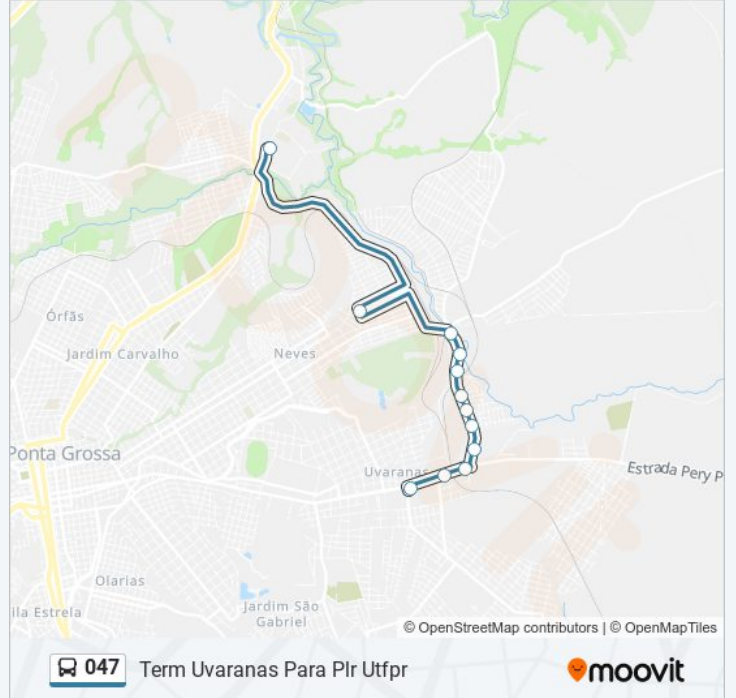 Órfãs
Jardim Carvalho
Neves
Ponta Grossa
Uvaranas
Estrada Pery P
Olarias
ila Estrela
Jardim São
Gabriel
© OpenStreetMap contributors | © OpenMapTiles
047 Term Uvaranas Para Plr Utfpr
moovit